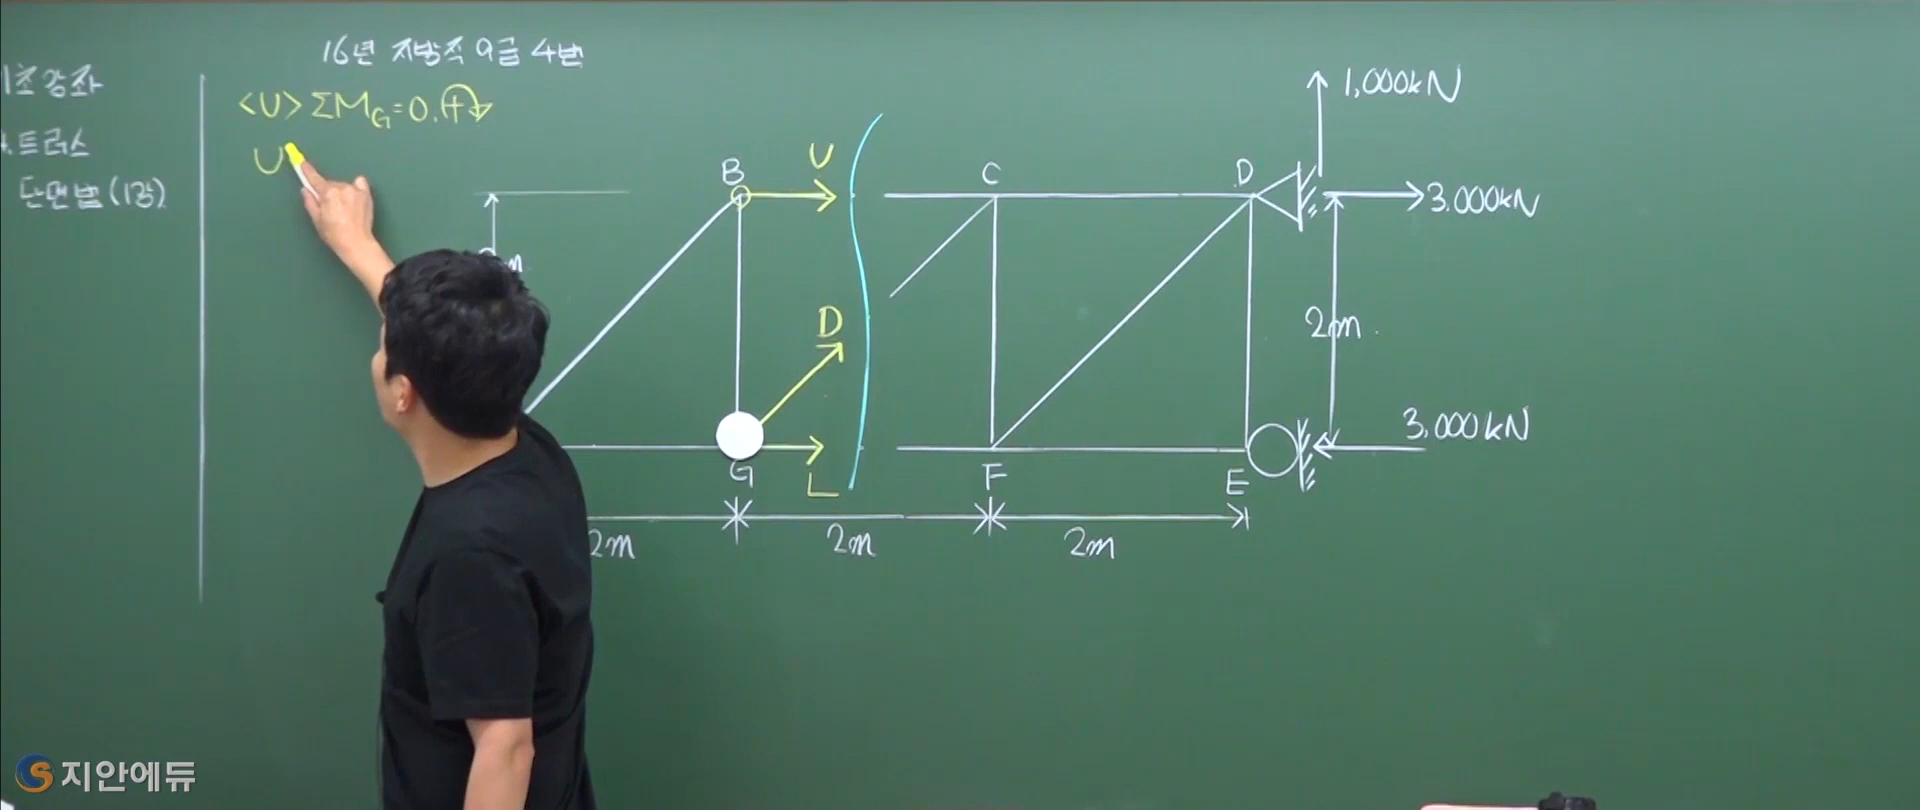 16년 지방직 9급 4번
기초강좌
4. 트러스
단면법 (1강)
<U> ΣM_G=0. (+
U
B
U
C
D
1,000kN
3.000kN
m
D
2m.
3.000kN
G
L
F
E
2m
2m
2m
지안에듀